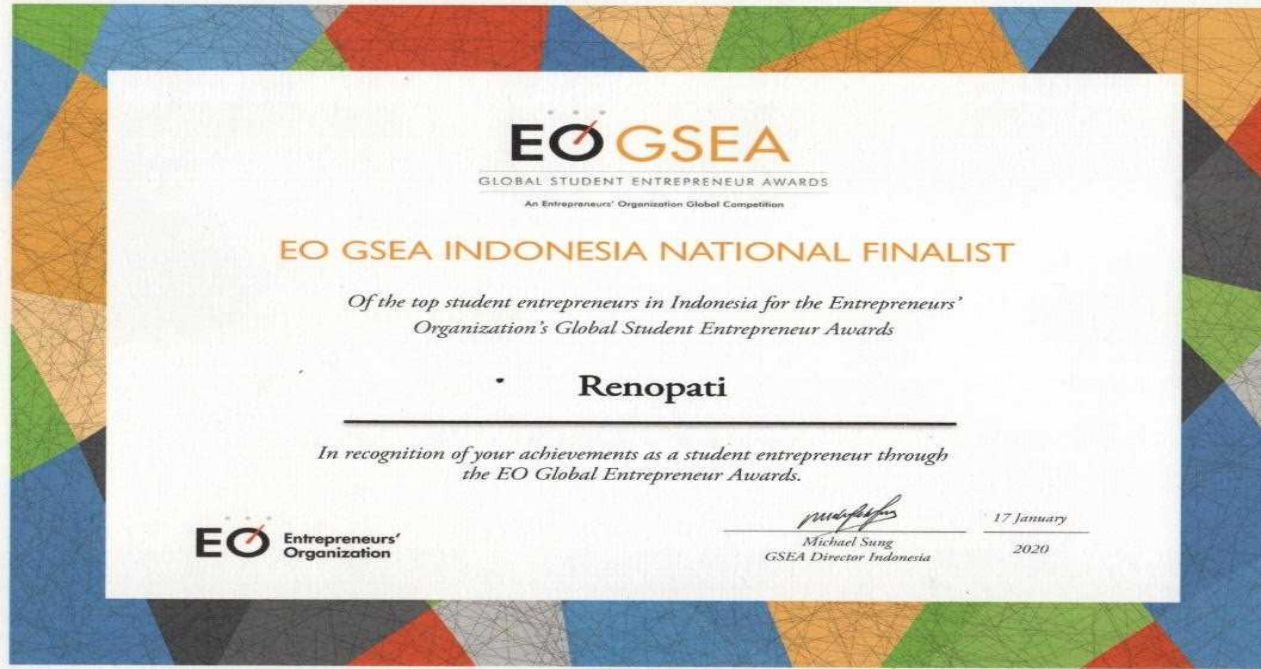 EO GSEA
GLOBAL STUDENT ENTREPRENEUR AWARDS
An Entrepreneurs' Organization Global Competition
EO GSEA INDONESIA NATIONAL FINALIST
Of the top student entrepreneurs in Indonesia for the Entrepreneurs'
Organization's Global Student Entrepreneur Awards
Renopati
In recognition of your achievements as a student entrepreneur through
the EO Global Entrepreneur Awards.
EO Entrepreneurs'
Organization
Michael Sung
GSEA Director Indonesia
17 January
2020